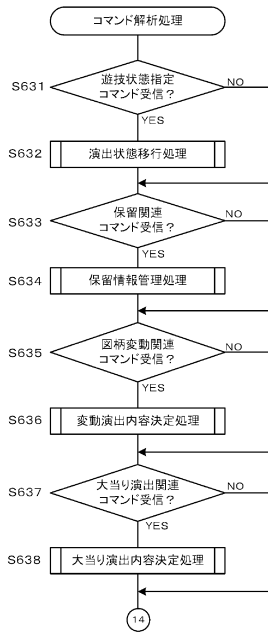 コマンド解析処理
S631
遊技状態指定
コマンド受信？
NO
YES
S632
演出状態移行処理
S633
保留関連
コマンド受信？
NO
YES
S634
保留情報管理処理
S635
図柄変動関連
コマンド受信？
NO
YES
S636
変動演出内容決定処理
S637
大当り演出関連
コマンド受信？
NO
YES
S638
大当り演出内容決定処理
14